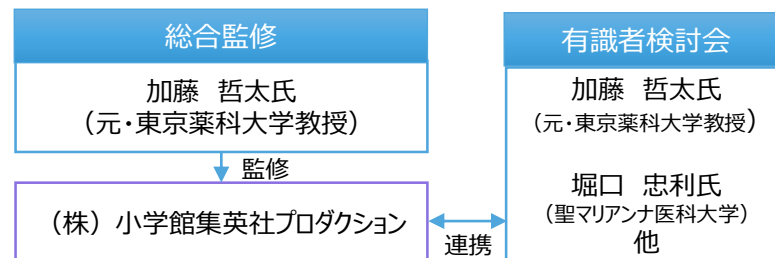 総合監修
加藤 哲太氏
（元・東京薬科大学教授）
監修
（株）小学館集英社プロダクション
連携
有識者検討会
加藤 哲太氏
（元・東京薬科大学教授）
堀口 忠利氏
（聖マリアンナ医科大学）
他